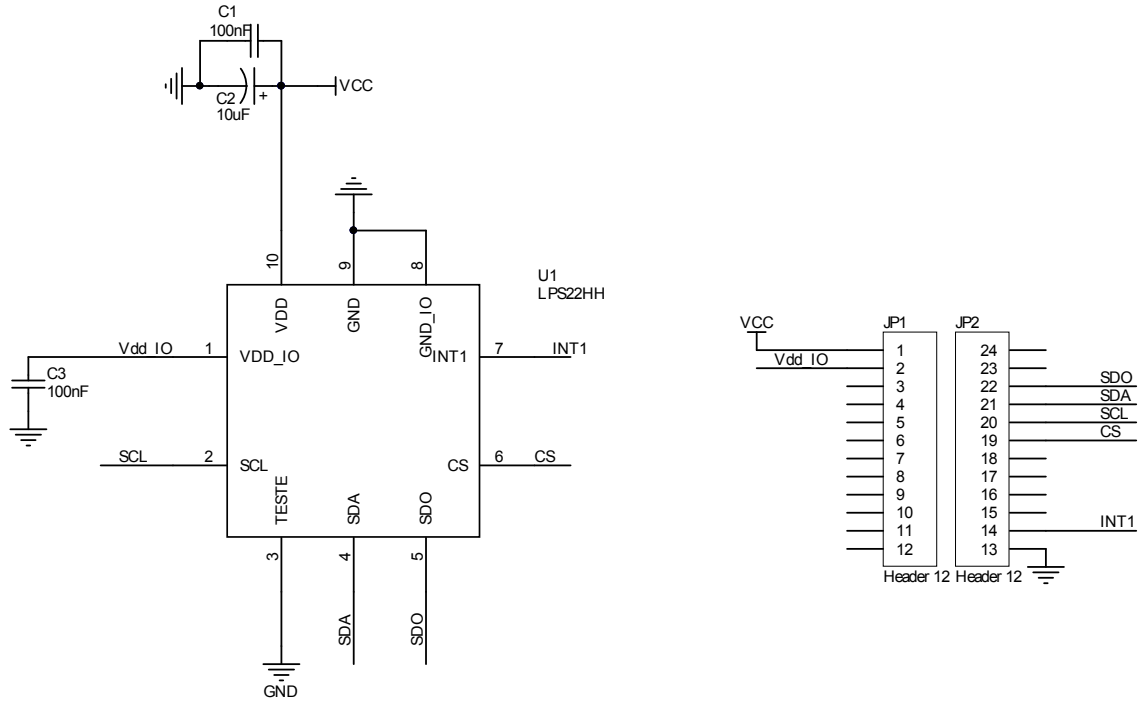 C1
100nF
C2
10uF
+
VCC
10
9
8
VDD
GND
GND_IO
U1
LPS22HH
Vdd_IO
1
VDD_IO
INT1
7
INT1
C3
100nF
SCL
2
SCL
CS
6
CS
TESTE
SDA
SDO
3
4
5
SDA
SDO
GND
VCC
Vdd_IO
JP1
1
2
3
4
5
6
7
8
9
10
11
12
Header 12
JP2
24
23
22
21
20
19
18
17
16
15
14
13
Header 12
SDO
SDA
SCL
CS
INT1